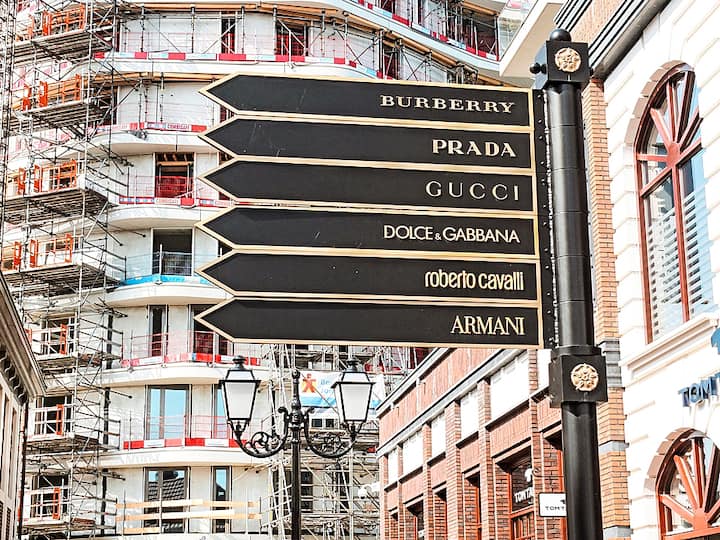 BURBERRY
PRADA
GUCCI
DOLCE & GABBANA
roberto cavalli
ARMANI